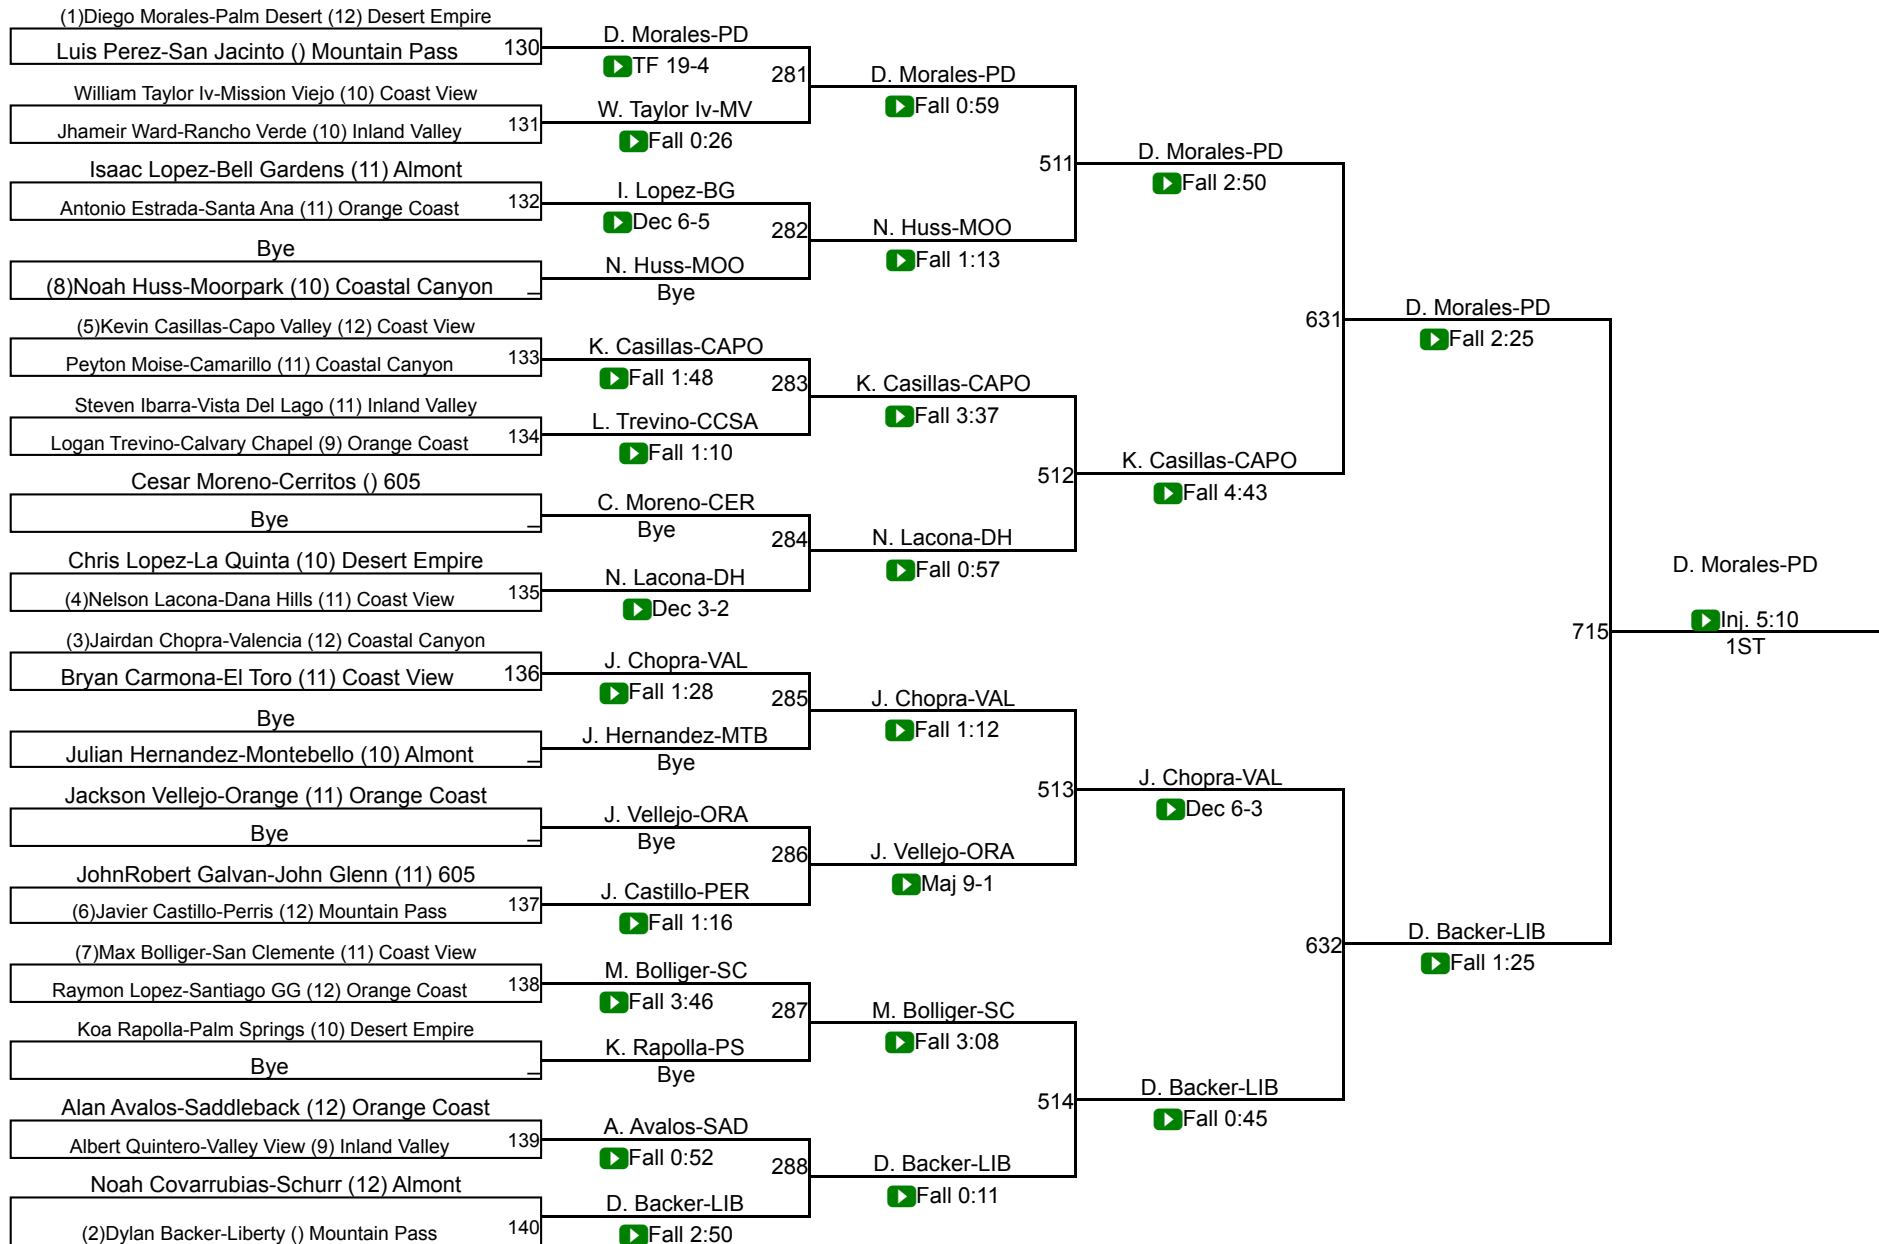 (1)Diego Morales-Palm Desert (12) Desert Empire
Luis Perez-San Jacinto () Mountain Pass 130
William Taylor Iv-Mission Viejo (10) Coast View
Jhameir Ward-Rancho Verde (10) Inland Valley 131
Isaac Lopez-Bell Gardens (11) Almont
Antonio Estrada-Santa Ana (11) Orange Coast 132
Bye
(8)Noah Huss-Moorpark (10) Coastal Canyon _
(5)Kevin Casillas-Capo Valley (12) Coast View
Peyton Moise-Camarillo (11) Coastal Canyon 133
Steven Ibarra-Vista Del Lago (11) Inland Valley
Logan Trevino-Calvary Chapel (9) Orange Coast 134
Cesar Moreno-Cerritos () 605
Bye _
Chris Lopez-La Quinta (10) Desert Empire
(4)Nelson Lacona-Dana Hills (11) Coast View 135
(3)Jairdan Chopra-Valencia (12) Coastal Canyon
Bryan Carmona-El Toro (11) Coast View 136
Bye
Julian Hernandez-Montebello (10) Almont _
Jackson Vellejo-Orange (11) Orange Coast
Bye _
JohnRobert Galvan-John Glenn (11) 605
(6)Javier Castillo-Perris (12) Mountain Pass 137
(7)Max Bolliger-San Clemente (11) Coast View
Raymon Lopez-Santiago GG (12) Orange Coast 138
Koa Rapolla-Palm Springs (10) Desert Empire
Bye _
Alan Avalos-Saddleback (12) Orange Coast
Albert Quintero-Valley View (9) Inland Valley 139
Noah Covarrubias-Schurr (12) Almont
(2)Dylan Backer-Liberty () Mountain Pass 140
D. Morales-PD
TF 19-4
281
W. Taylor Iv-MV
Fall 0:26
I. Lopez-BG
Dec 6-5
282
N. Huss-MOO
Bye
K. Casillas-CAPO
Fall 1:48
283
L. Trevino-CCSA
Fall 1:10
C. Moreno-CER
Bye
284
N. Lacona-DH
Dec 3-2
J. Chopra-VAL
Fall 1:28
285
J. Hernandez-MTB
Bye
J. Vellejo-ORA
Bye
286
J. Castillo-PER
Fall 1:16
M. Bolliger-SC
Fall 3:46
287
K. Rapolla-PS
Bye
A. Avalos-SAD
Fall 0:52
288
D. Backer-LIB
Fall 2:50
D. Morales-PD
Fall 0:59
511
N. Huss-MOO
Fall 1:13
K. Casillas-CAPO
Fall 3:37
512
N. Lacona-DH
Fall 0:57
J. Chopra-VAL
Fall 1:12
513
J. Vellejo-ORA
Maj 9-1
M. Bolliger-SC
Fall 3:08
514
D. Backer-LIB
Fall 0:11
D. Morales-PD
Fall 2:50
631
K. Casillas-CAPO
Fall 4:43
J. Chopra-VAL
Dec 6-3
632
D. Backer-LIB
Fall 0:45
D. Morales-PD
Fall 2:25
715
D. Backer-LIB
Fall 1:25
D. Morales-PD
Inj. 5:10
1ST